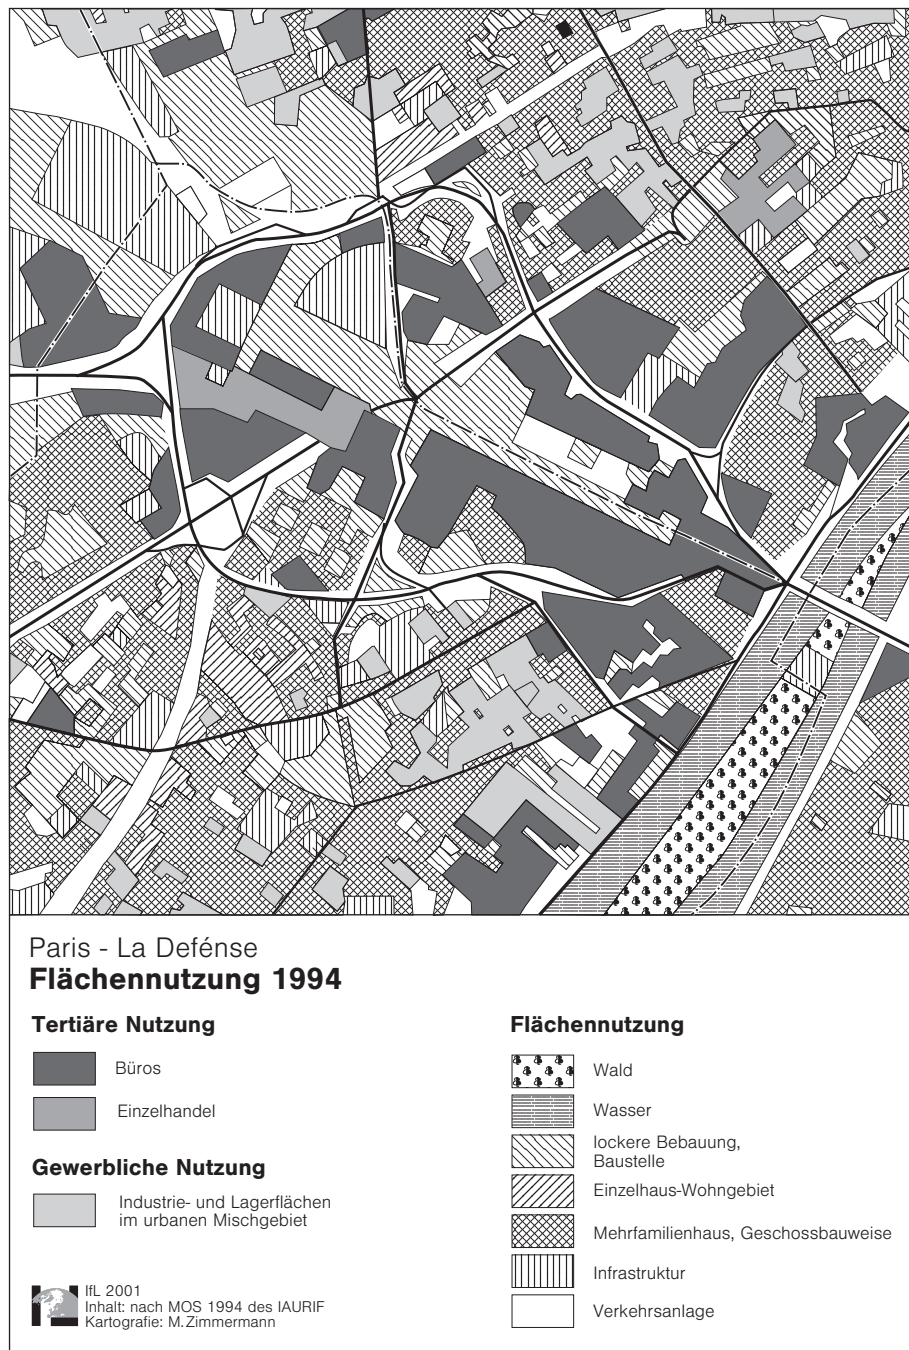 Paris - La Defénse
Flächennutzung 1994
Tertiäre Nutzung
Büros
Einzelhandel
Gewerbliche Nutzung
Industrie- und Lagerflächen
im urbanen Mischgebiet
IfL 2001
Inhalt: nach MOS 1994 des IAURIF
Kartografie: M.Zimmermann
Flächennutzung
Wald
Wasser
lockere Bebauung,
Baustelle
Einzelhaus-Wohngebiet
Mehrfamilienhaus, Geschossbauweise
Infrastruktur
Verkehrsanlage